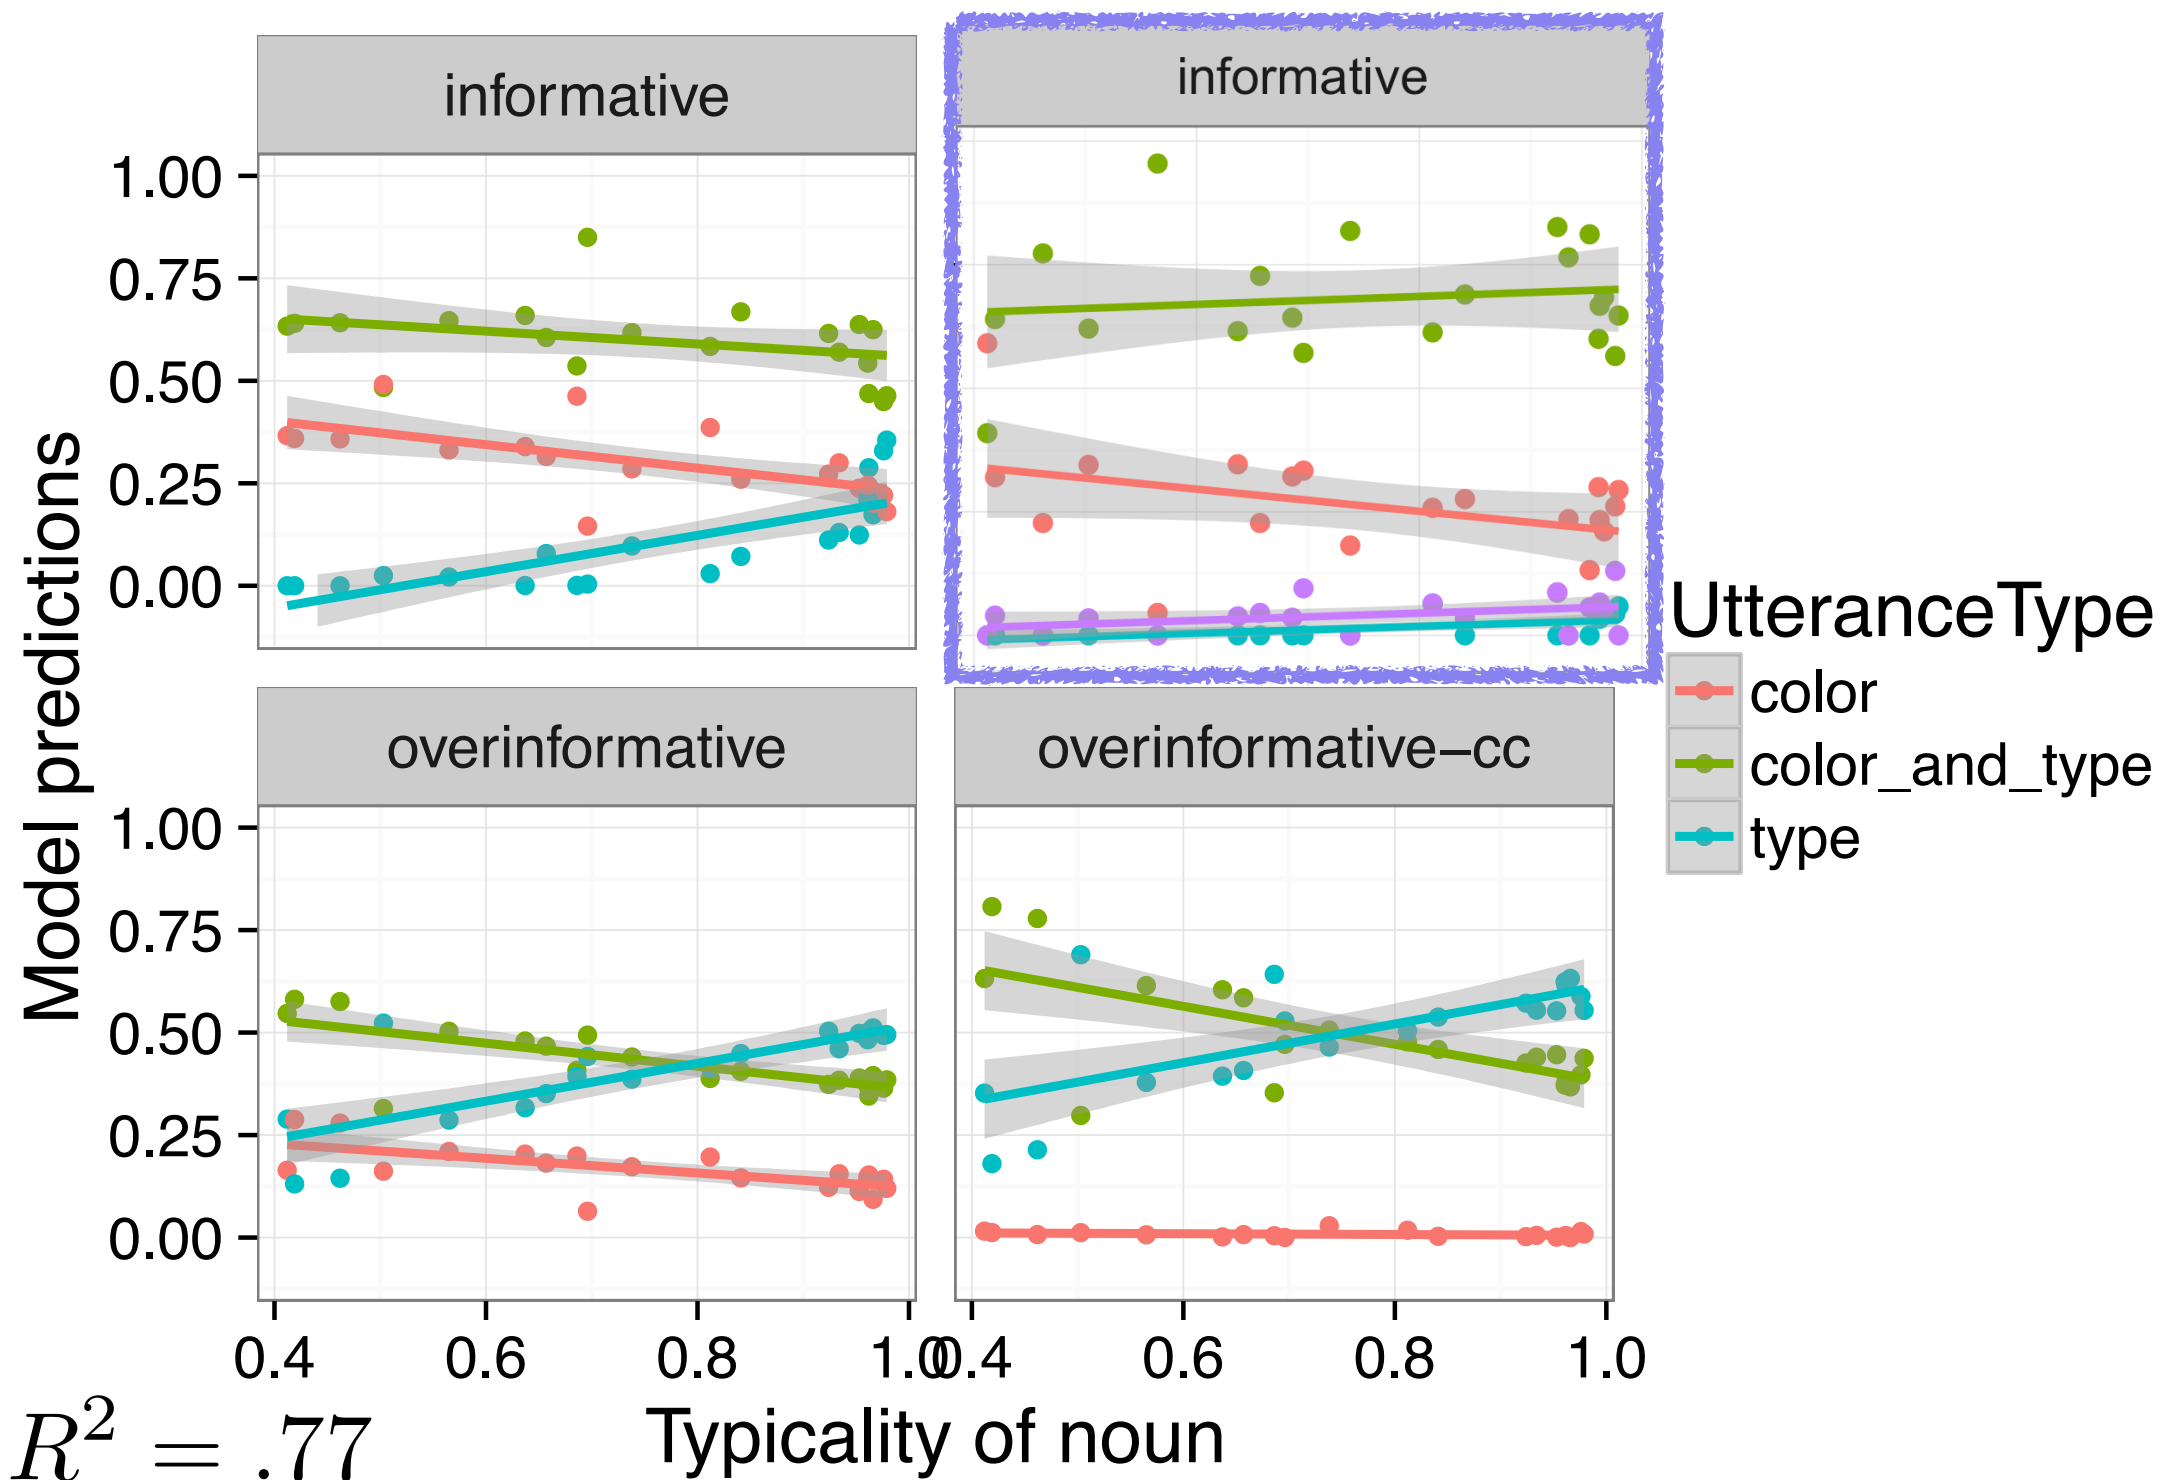 informative
informative
1.00
0.75
0.50
0.25
0.00
Model predictions
UtteranceType
color
color_and_type
type
overinformative
overinformative−cc
1.00
0.75
0.50
0.25
0.00
0.4 0.6 0.8 1.0 0.4 0.6 0.8 1.0
Typicality of noun
R² = .77